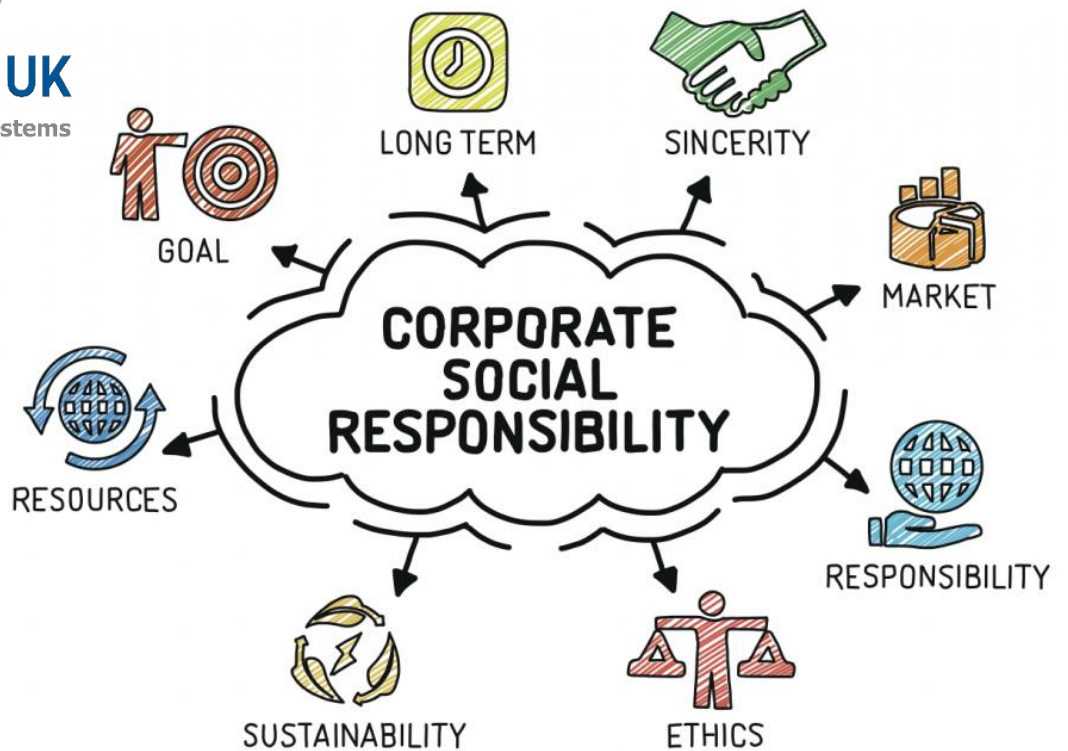 UK
stems
LONG TERM
SINCERITY
GOAL
MARKET
CORPORATE
SOCIAL
RESPONSIBILITY
RESOURCES
RESPONSIBILITY
SUSTAINABILITY
ETHICS